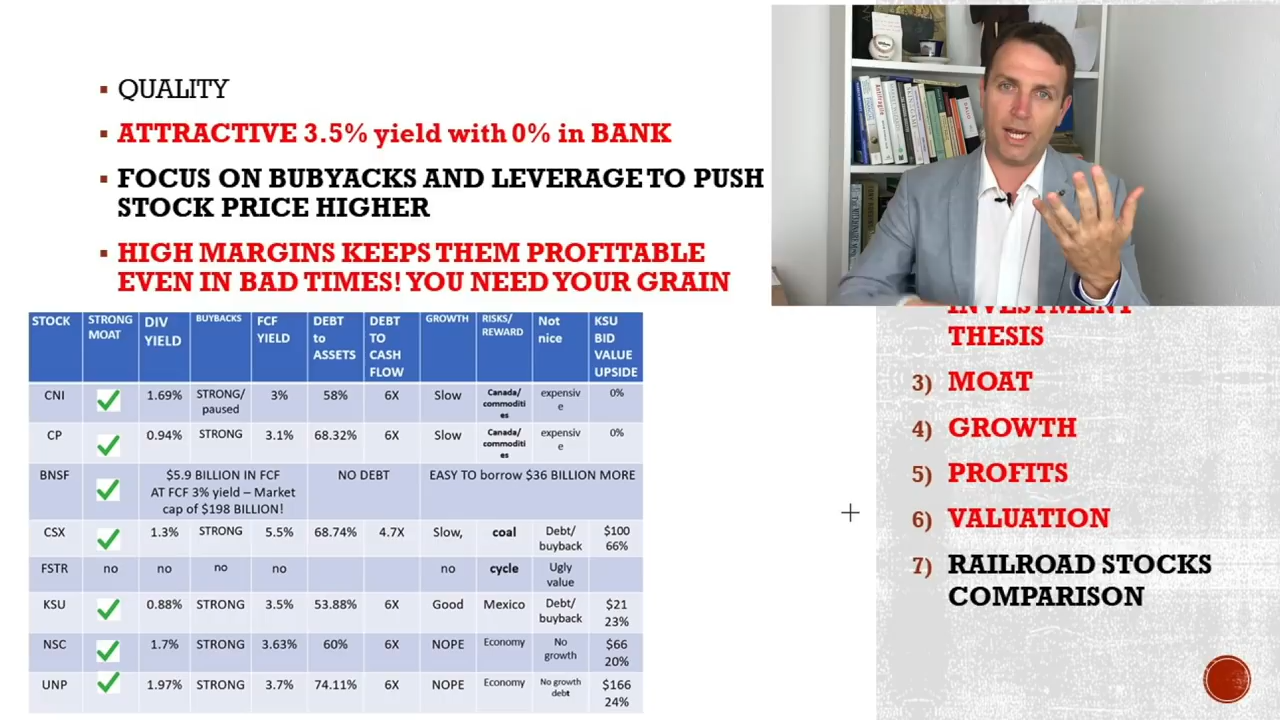 QUALITY
ATTRACTIVE 3.5% yield with 0% in BANK
FOCUS ON BUBYACKS AND LEVERAGE TO PUSH
STOCK PRICE HIGHER
HIGH MARGINS KEEPS THEM PROFITABLE
EVEN IN BAD TIMES! YOU NEED YOUR GRAIN
STOCK STRONG MOAT DIV YIELD BUYBACKS FCF YIELD DEBT to ASSETS DEBT TO CASH FLOW GROWTH RISKS/ REWARD Not nice KSU BID VALUE UPSIDE
CNI 1.69% STRONG/ paused 3% 58% 6X Slow Canada/ commoditi es expensiv e 0%
CP 0.94% STRONG 3.1% 68.32% 6X Slow Canada/ commoditi es expensiv e 0%
BNSF $5.9 BILLION IN FCF AT FCF 3% yield – Market cap of $198 BILLION! NO DEBT EASY TO borrow $36 BILLION MORE
CSX 1.3% STRONG 5.5% 68.74% 4.7X Slow, coal Debt/ buyback $100 66%
FSTR no no no no no cycle Ugly value
KSU 0.88% STRONG 3.5% 53.88% 6X Good Mexico Debt/ buyback $21 23%
NSC 1.7% STRONG 3.63% 60% 6X NOPE Economy No growth $66 20%
UNP 1.97% STRONG 3.7% 74.11% 6X NOPE Economy No growth debt $166 24%
INVESTMENT
THESIS
3) MOAT
4) GROWTH
5) PROFITS
6) VALUATION
7) RAILROAD STOCKS
COMPARISON
Antifragile